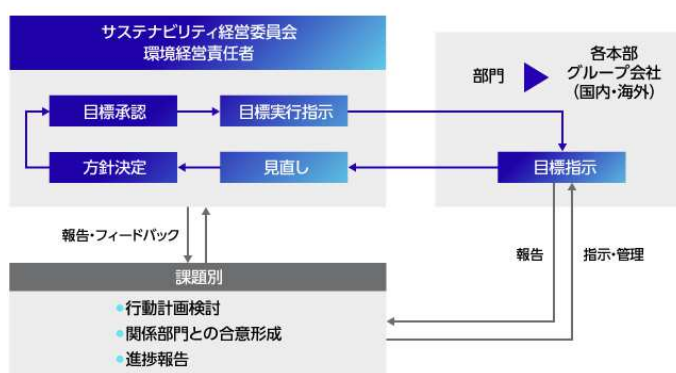 サステナビリティ経営委員会
環境経営責任者
目標承認
目標実行指示
方針決定
見直し
部門
各本部
グループ会社
(国内・海外)
目標指示
報告・フィードバック
報告
指示・管理
課題別
•行動計画検討
•関係部門との合意形成
•進捗報告